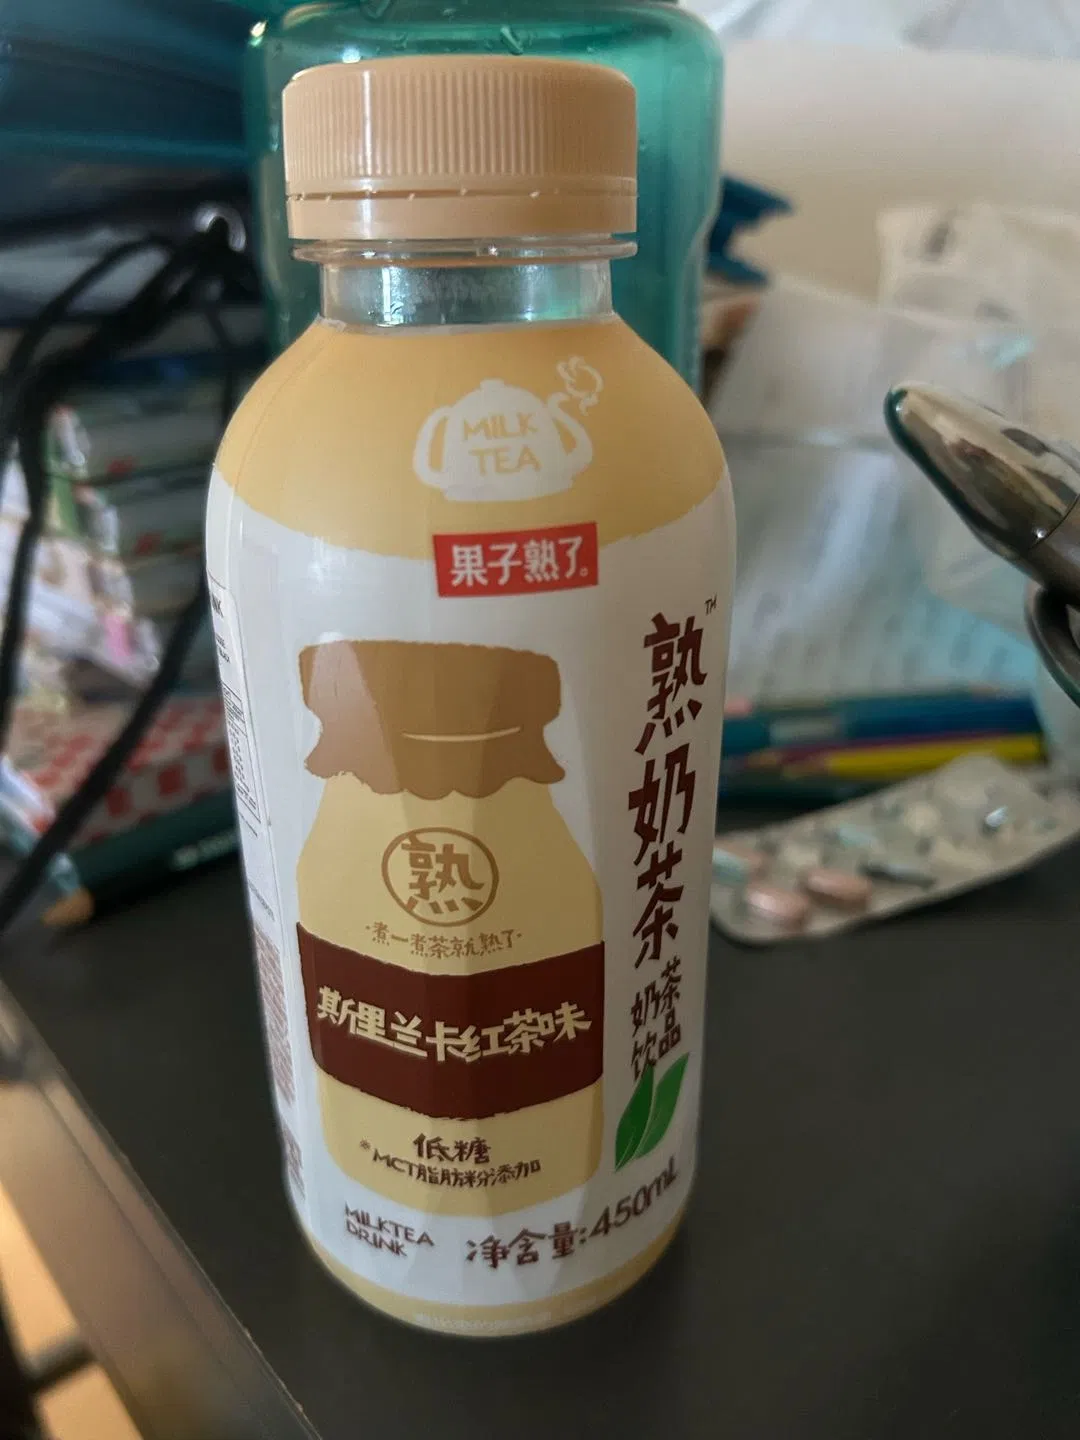 MILK
TEA
果子熟了。
熟奶茶
TM
奶茶
饮品
熟
·煮一煮茶就熟了·
斯里兰卡红茶味
低糖
*MCT脂肪粉添加
MILKTEA
DRINK
净含量:450mL